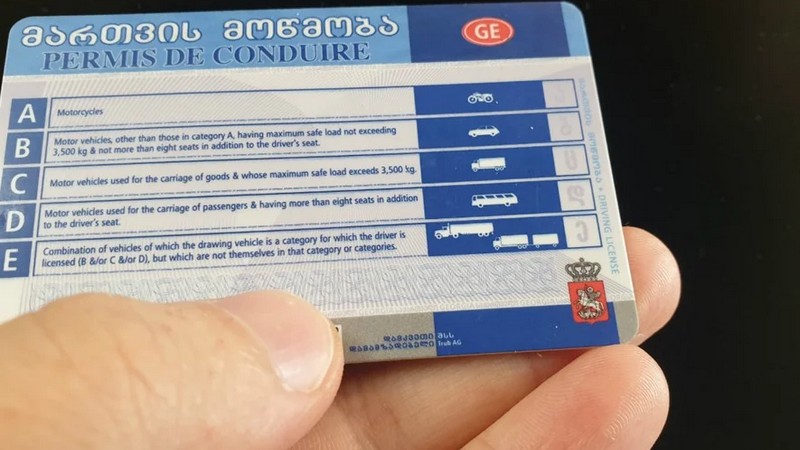 მართვის მოწმობა
GE
PERMIS DE CONDUIRE
A
Motorcycles
B
Motor vehicles, other than those in category A, having maximum safe load not exceeding
3,500 kg & not more than eight seats in addition to the driver's seat.
C
Motor vehicles used for the carriage of goods & whose maximum safe load exceeds 3,500 kg.
D
Motor vehicles used for the carriage of passengers & having more than eight seats in addition
to the driver's seat.
E
Combination of vehicles of which the drawing vehicle is a category for which the driver is
licensed (B &/or C &/or D), but which are not themselves in that category or categories.
მართვის მოწმობა • DRIVING LICENSE
დამკვეთი მსს
დამამზადებელი Trub AG